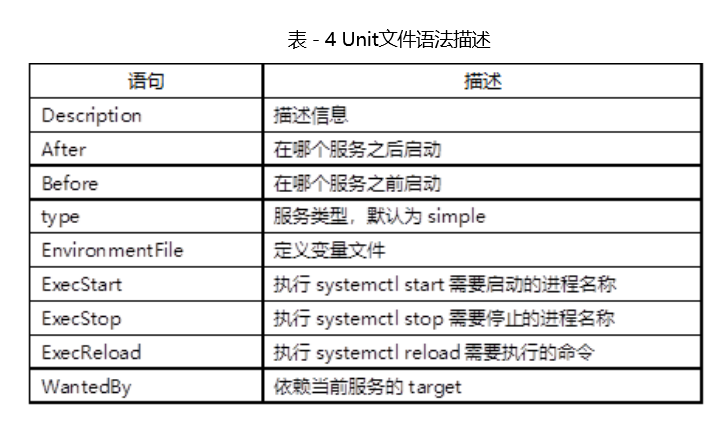 表 - 4 Unit文件语法描述
语句 描述
Description 描述信息
After 在哪个服务之后启动
Before 在哪个服务之前启动
type 服务类型，默认为 simple
EnvironmentFile 定义变量文件
ExecStart 执行 systemctl start 需要启动的进程名称
ExecStop 执行 systemctl stop 需要停止的进程名称
ExecReload 执行 systemctl reload 需要执行的命令
WantedBy 依赖当前服务的 target